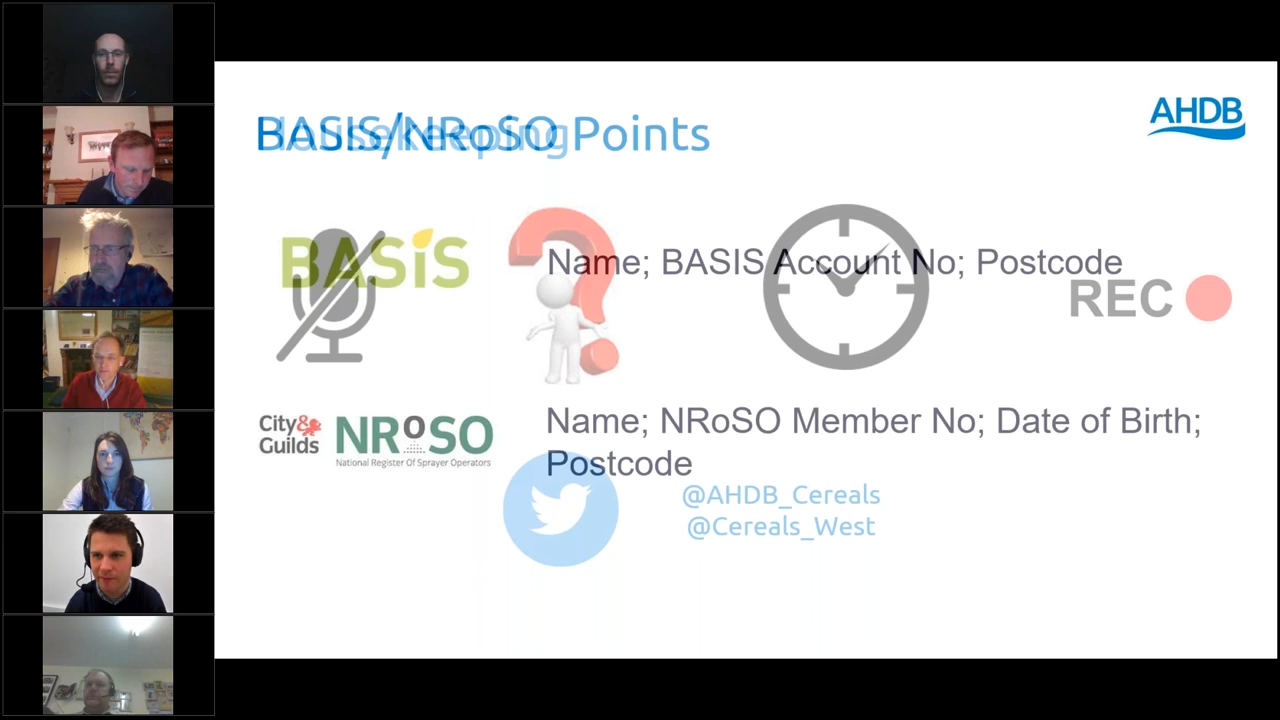 AHDB
BASIS/NRoSO Points
Housekeeping
BASIS
Name; BASIS Account No; Postcode
REC
City&
Guilds
NRoSO
National Register Of Sprayer Operators
Name; NRoSO Member No; Date of Birth;
Postcode
@AHDB_Cereals
@Cereals_West